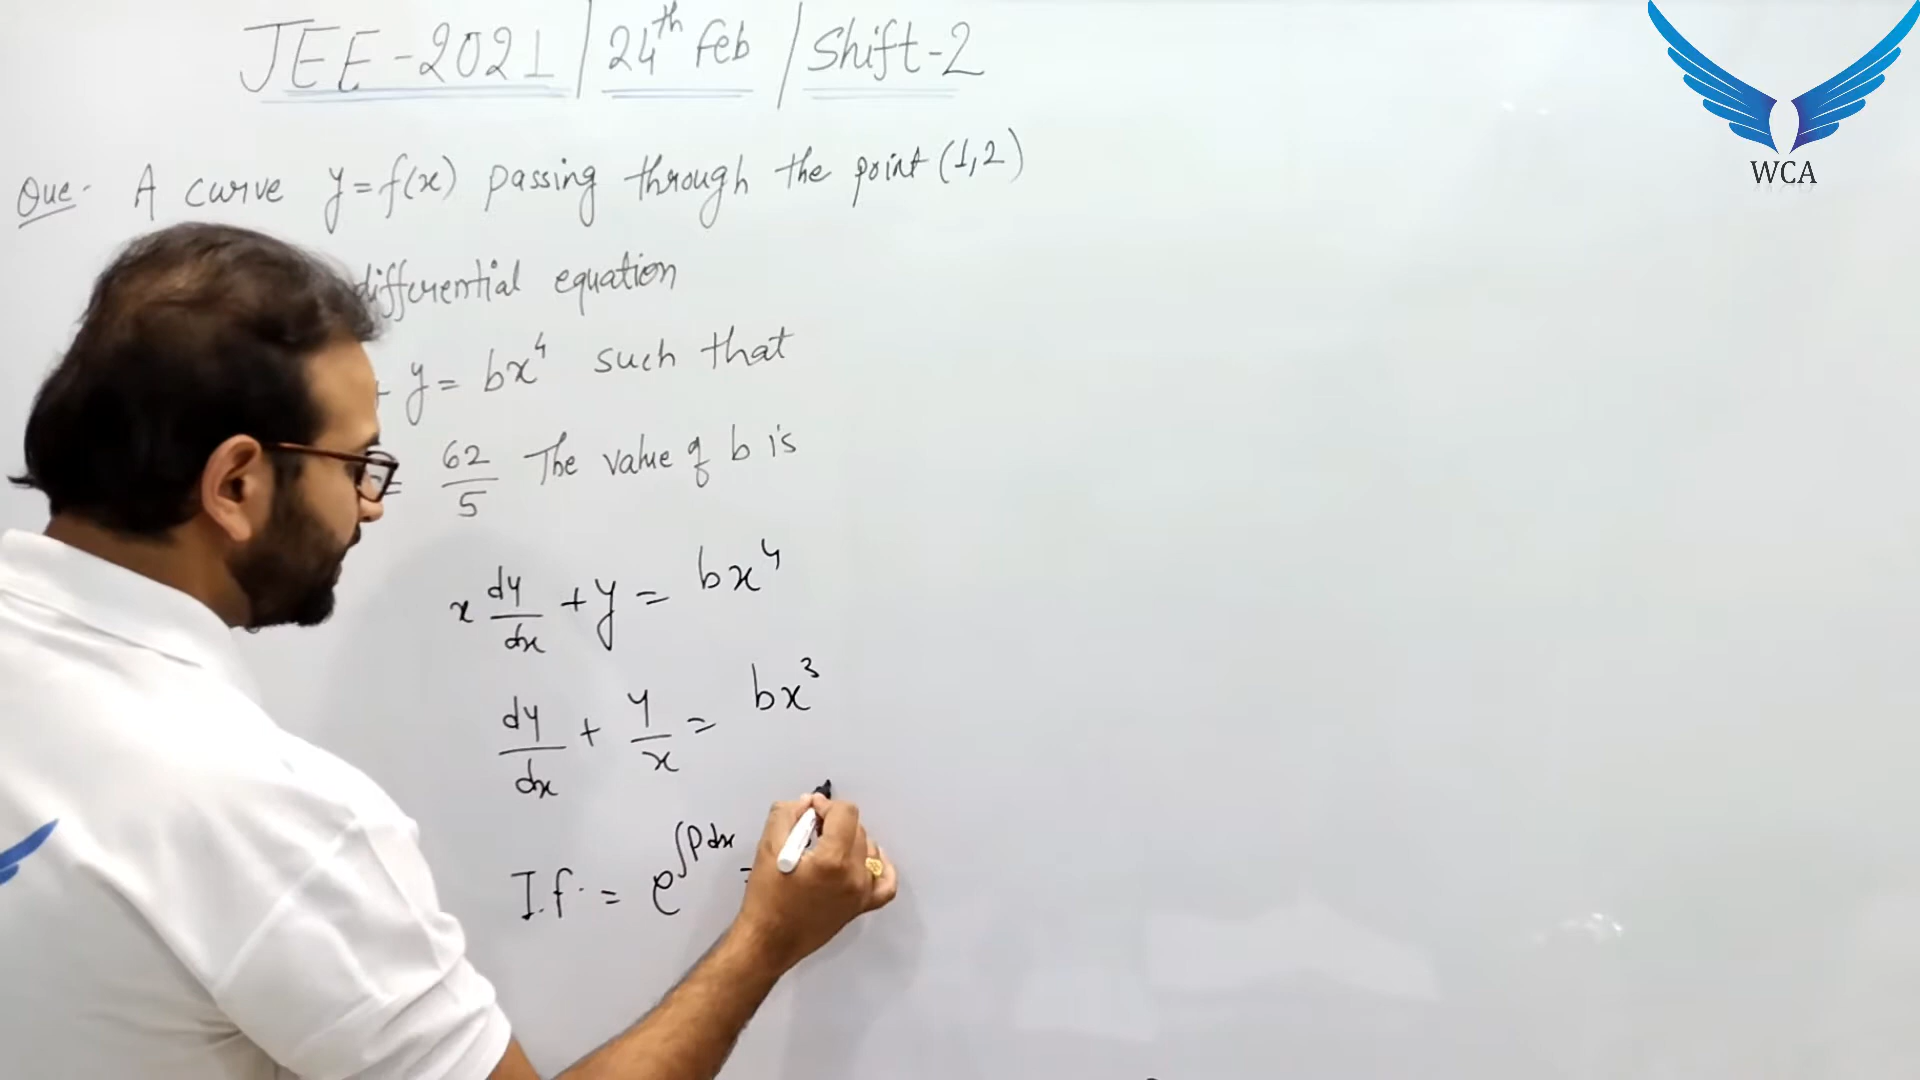 JEE-2021 / 24th Feb / Shift-2
WCA
Que- A curve y=f(x) passing through the point (1,2)
differential equation
+ y = bx⁴ such that
= 62/5 The value of b is
x dy/dx + y = bx⁴
dy/dx + y/x = bx³
I.f. = e^∫Pdx =